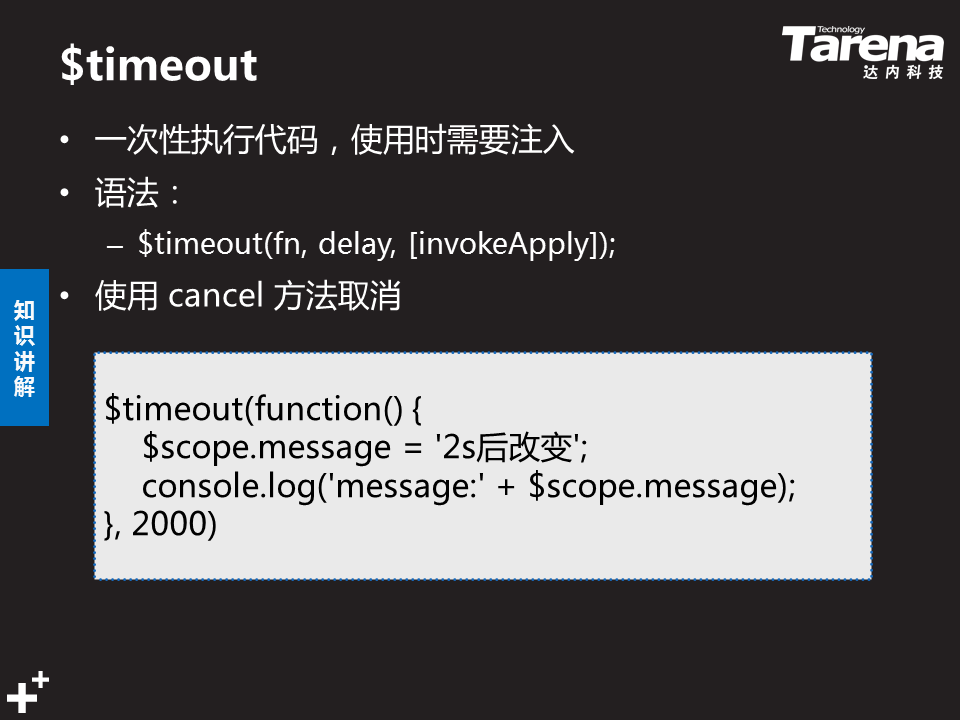 $timeout
Technology
Tarena
达内科技
• 一次性执行代码，使用时需要注入
• 语法：
– $timeout(fn, delay, [invokeApply]);
• 使用 cancel 方法取消
知识讲解
$timeout(function() {
$scope.message = '2s后改变';
console.log('message:' + $scope.message);
}, 2000)